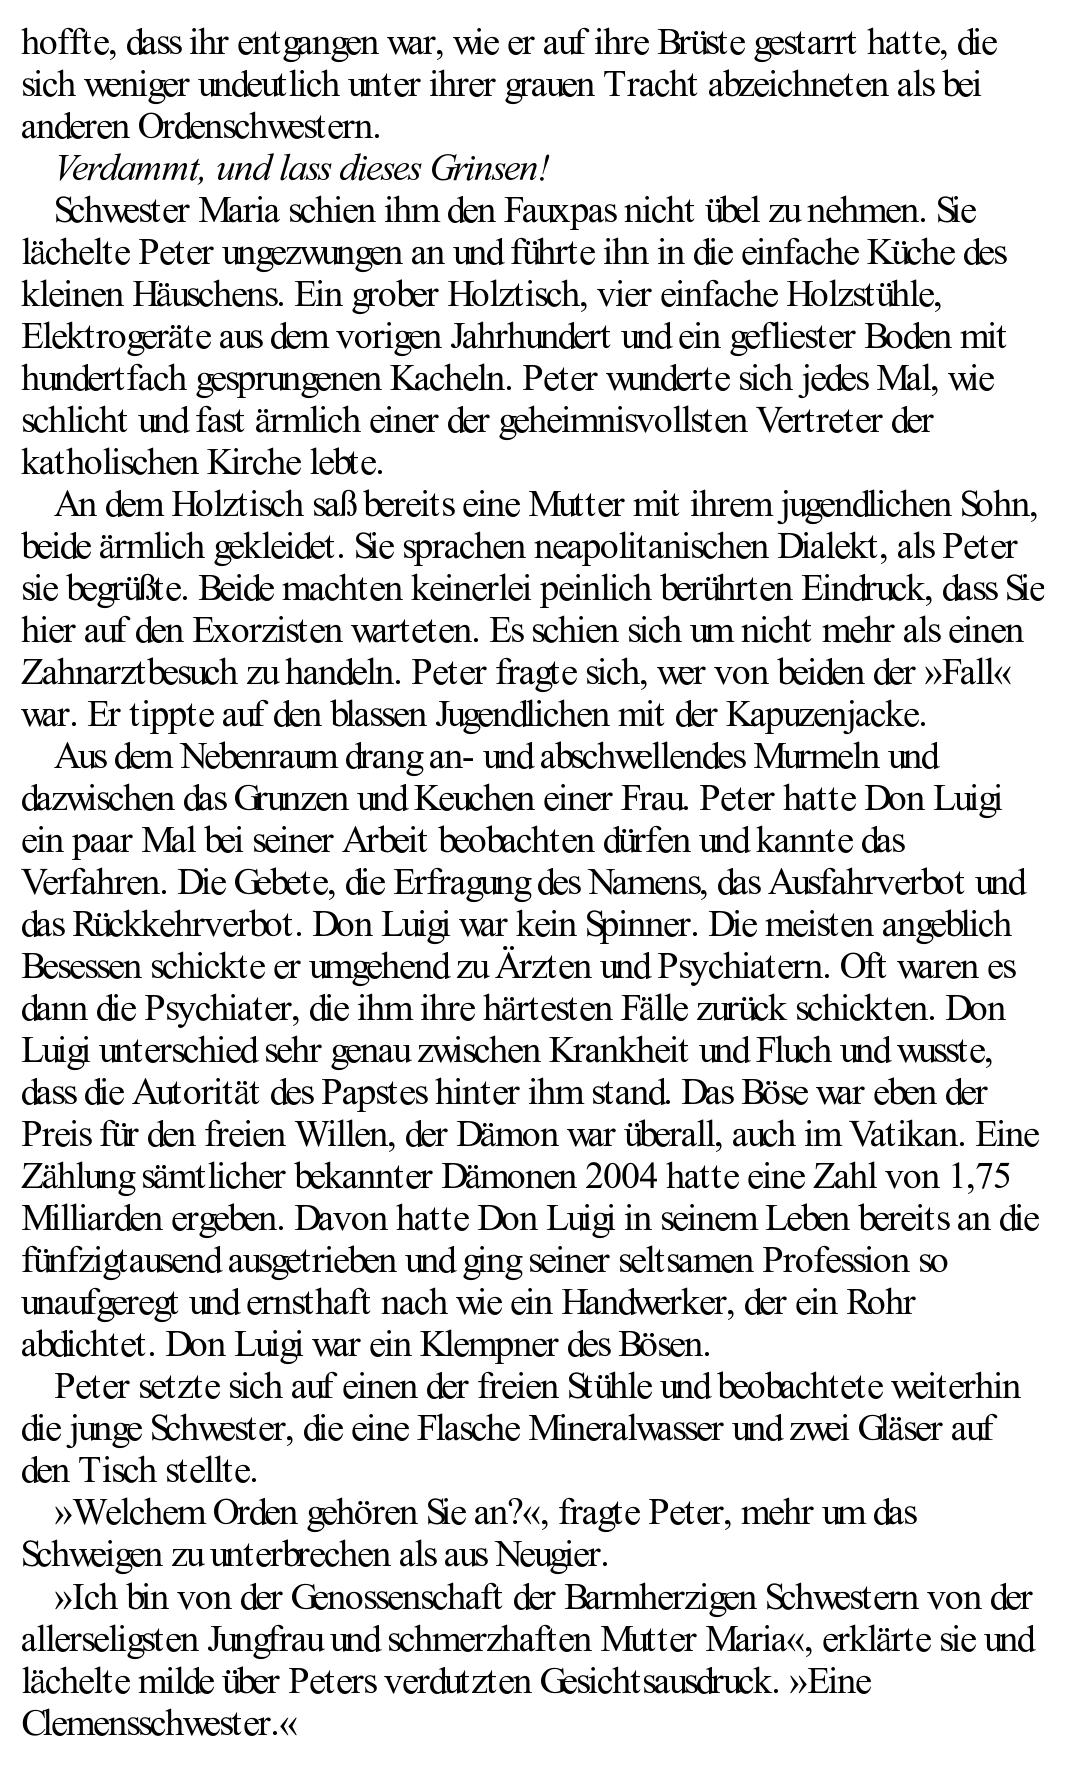 hoffte, dass ihr entgangen war, wie er auf ihre Brüste gestarrt hatte, die
sich weniger undeutlich unter ihrer grauen Tracht abzeichneten als bei
anderen Ordenschwestern.
Verdammt, und lass dieses Grinsen!
Schwester Maria schien ihm den Fauxpas nicht übel zu nehmen. Sie
lächelte Peter ungezwungen an und führte ihn in die einfache Küche des
kleinen Häuschens. Ein grober Holztisch, vier einfache Holzstühle,
Elektrogeräte aus dem vorigen Jahrhundert und ein gefliester Boden mit
hundertfach gesprungenen Kacheln. Peter wunderte sich jedes Mal, wie
schlicht und fast ärmlich einer der geheimnisvollsten Vertreter der
katholischen Kirche lebte.
An dem Holztisch saß bereits eine Mutter mit ihrem jugendlichen Sohn,
beide ärmlich gekleidet. Sie sprachen neapolitanischen Dialekt, als Peter
sie begrüßte. Beide machten keinerlei peinlich berührten Eindruck, dass Sie
hier auf den Exorzisten warteten. Es schien sich um nicht mehr als einen
Zahnarztbesuch zu handeln. Peter fragte sich, wer von beiden der »Fall«
war. Er tippte auf den blassen Jugendlichen mit der Kapuzenjacke.
Aus dem Nebenraum drang an- und abschwellendes Murmeln und
dazwischen das Grunzen und Keuchen einer Frau. Peter hatte Don Luigi
ein paar Mal bei seiner Arbeit beobachten dürfen und kannte das
Verfahren. Die Gebete, die Erfragung des Namens, das Ausfahrverbot und
das Rückkehrverbot. Don Luigi war kein Spinner. Die meisten angeblich
Besessen schickte er umgehend zu Ärzten und Psychiatern. Oft waren es
dann die Psychiater, die ihm ihre härtesten Fälle zurück schickten. Don
Luigi unterschied sehr genau zwischen Krankheit und Fluch und wusste,
dass die Autorität des Papstes hinter ihm stand. Das Böse war eben der
Preis für den freien Willen, der Dämon war überall, auch im Vatikan. Eine
Zählung sämtlicher bekannter Dämonen 2004 hatte eine Zahl von 1,75
Milliarden ergeben. Davon hatte Don Luigi in seinem Leben bereits an die
fünfzigtausend ausgetrieben und ging seiner seltsamen Profession so
unaufgeregt und ernsthaft nach wie ein Handwerker, der ein Rohr
abdichtet. Don Luigi war ein Klempner des Bösen.
Peter setzte sich auf einen der freien Stühle und beobachtete weiterhin
die junge Schwester, die eine Flasche Mineralwasser und zwei Gläser auf
den Tisch stellte.
»Welchem Orden gehören Sie an?«, fragte Peter, mehr um das
Schweigen zu unterbrechen als aus Neugier.
»Ich bin von der Genossenschaft der Barmherzigen Schwestern von der
allerseligsten Jungfrau und schmerzhaften Mutter Maria«, erklärte sie und
lächelte milde über Peters verdutzten Gesichtsausdruck. »Eine
Clemensschwester.«